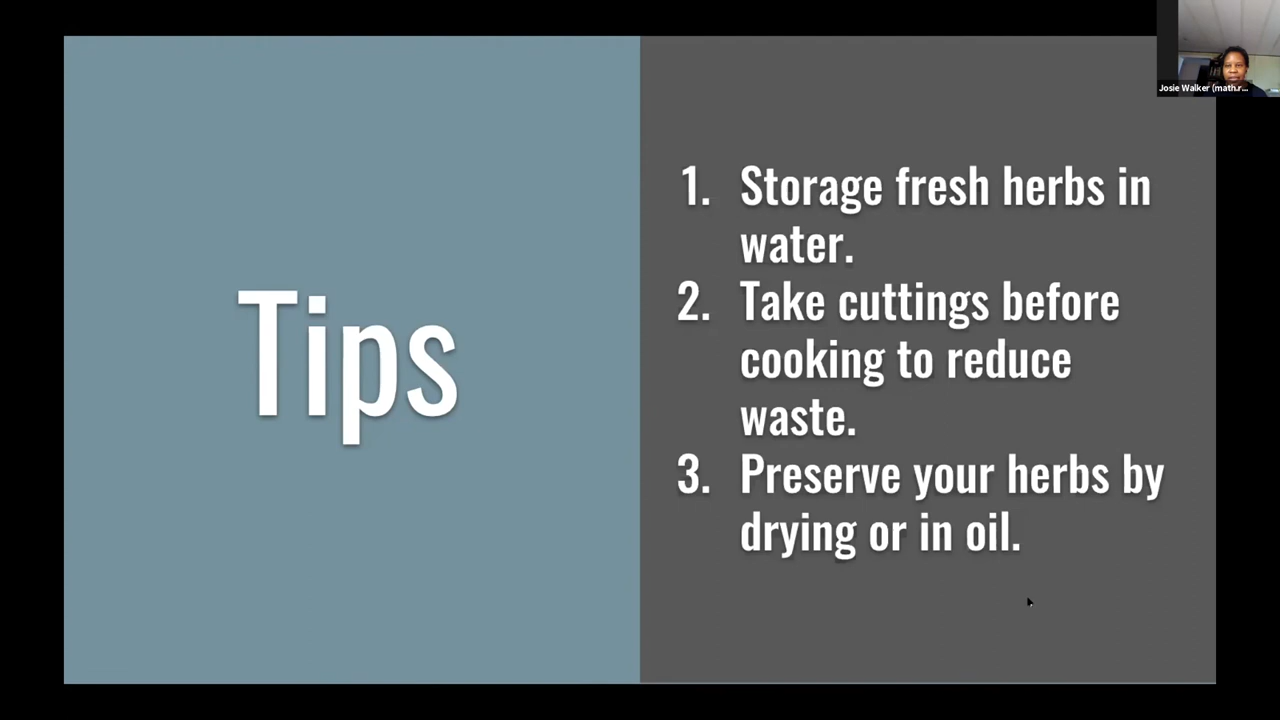 Josie Walker (math.r...
Tips
1. Storage fresh herbs in
water.
2. Take cuttings before
cooking to reduce
waste.
3. Preserve your herbs by
drying or in oil.